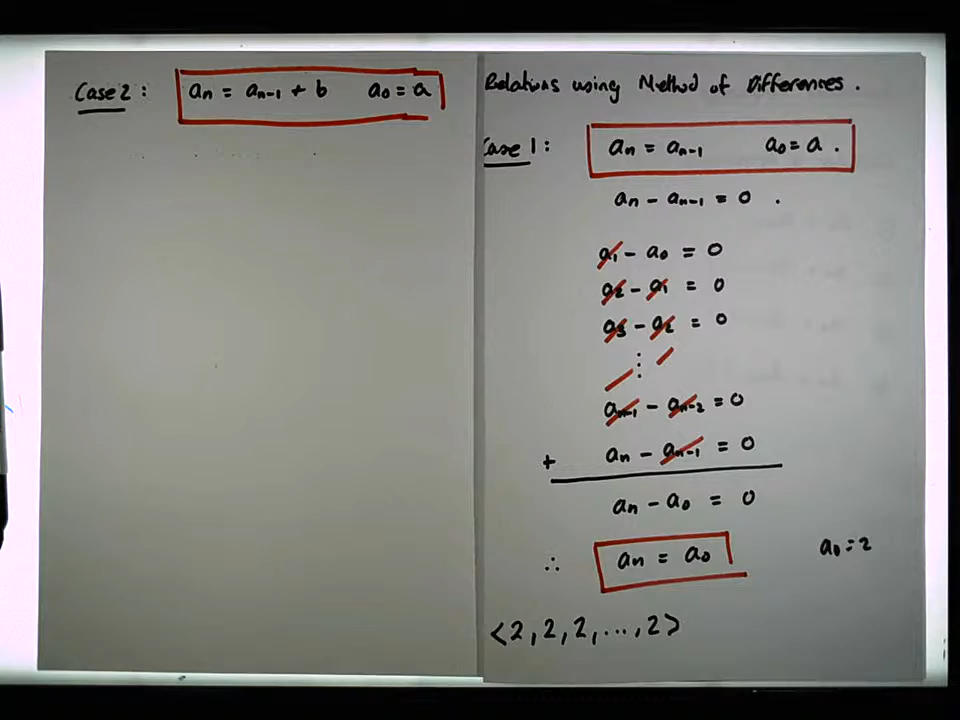 Case 2 : aₙ = aₙ₋₁ + b a₀ = a
Relations using Method of Differences .
Case 1 : aₙ = aₙ₋₁ a₀ = a .
aₙ - aₙ₋₁ = 0 .
a₁ - a₀ = 0
a₂ - a₁ = 0
a₃ - a₂ = 0
⋮
aₙ₋₁ - aₙ₋₂ = 0
+ aₙ - aₙ₋₁ = 0
aₙ - a₀ = 0
∴ aₙ = a₀ a₀ = 2
<2, 2, 2, ..., 2>